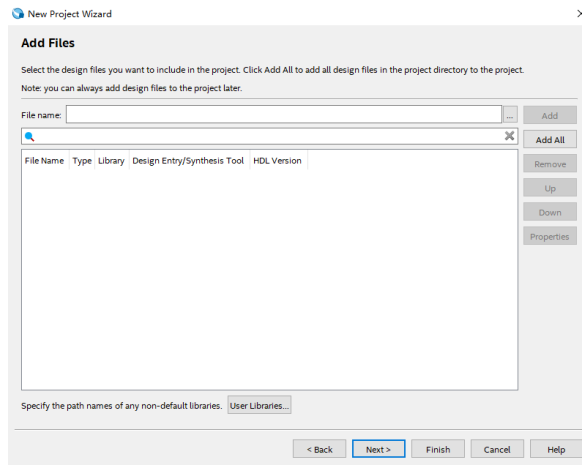 New Project Wizard
Add Files
Select the design files you want to include in the project. Click Add All to add all design files in the project directory to the project.
Note: you can always add design files to the project later.
File name: ... Add
Add All
File Name Type Library Design Entry/Synthesis Tool HDL Version
Remove
Up
Down
Properties
Specify the path names of any non-default libraries. User Libraries...
< Back Next > Finish Cancel Help